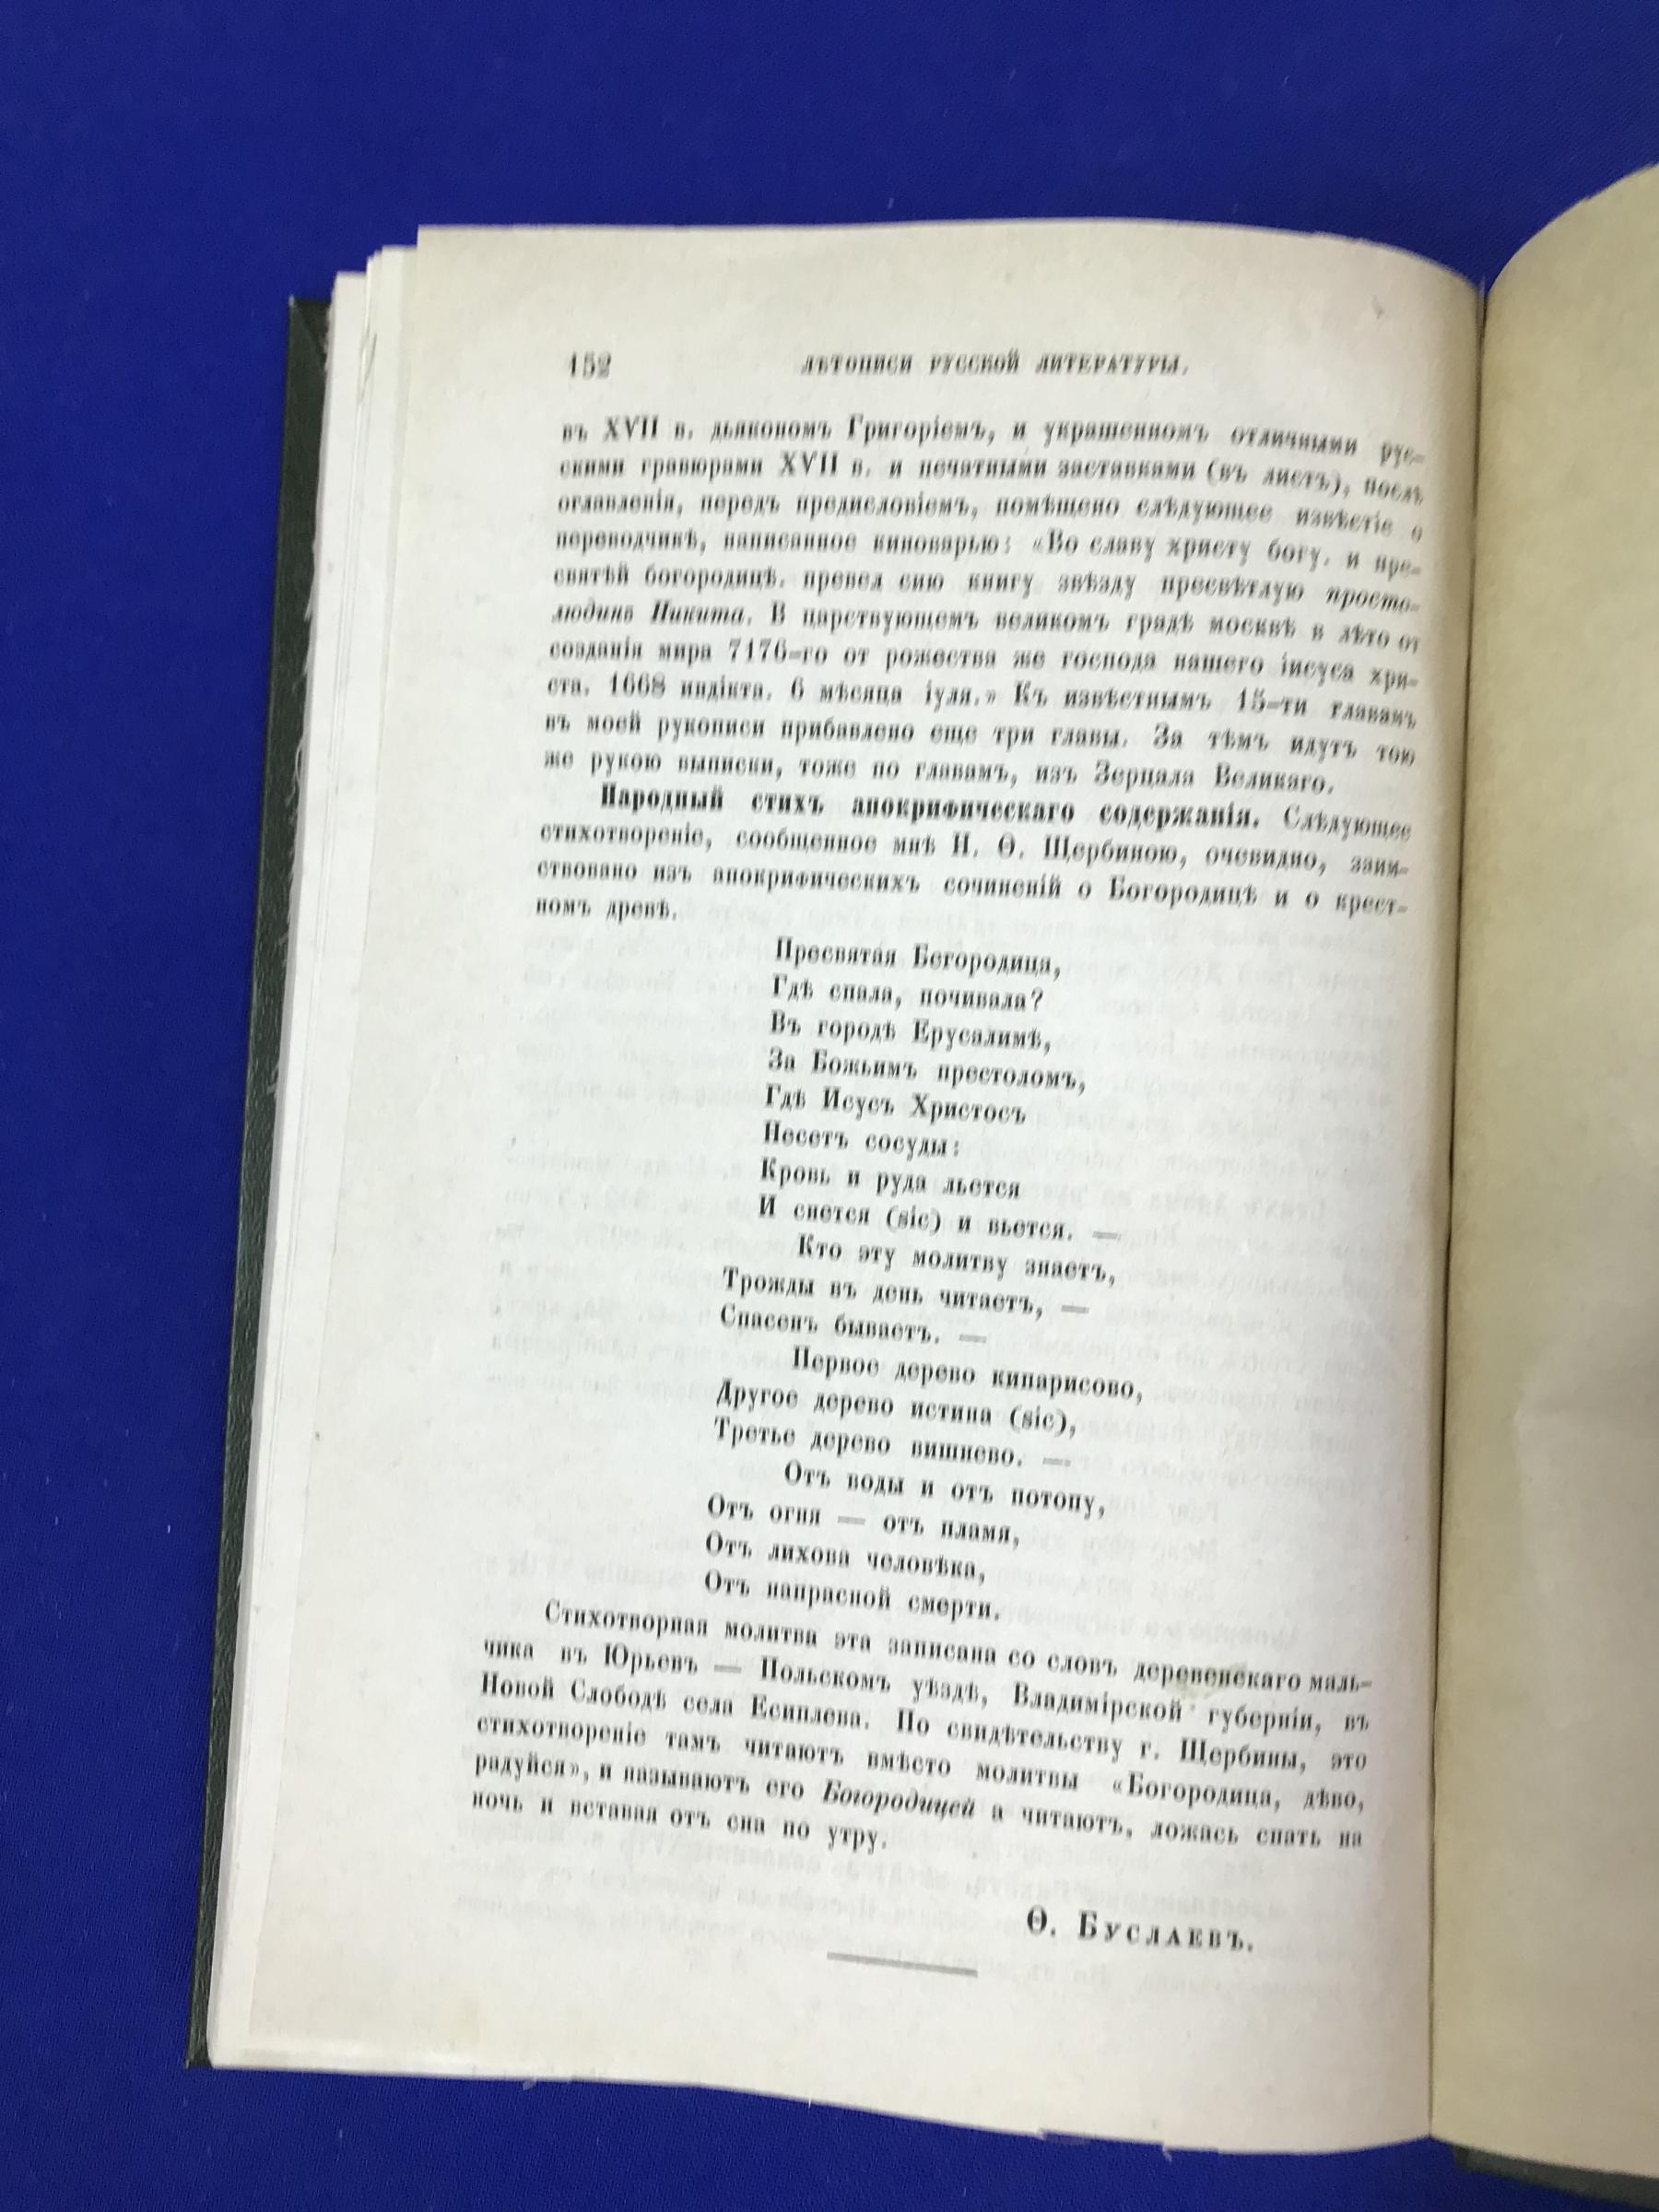 152 ЛѢТОПИСИ РУССКОЙ ЛИТЕРАТУРЫ.
въ XVII в. дьякономъ Григоріемъ, и украшенномъ отличными рус-
скими гравюрами XVII в. и печатными заставками (въ листъ), послѣ
оглавленія, передъ предисловіемъ, помѣщено слѣдующее извѣстіе о
переводчикѣ, написанное киноварью: «Во славу христу богу. и пре-
святѣй богородицѣ. превел сию книгу звѣзду пресвѣтлую просто-
людинъ Никита. В царствующемъ великомъ градѣ москвѣ в лѣто от
созданія мира 7176-го от рожества же господа нашего іисуса хри-
ста. 1668 индікта. 6 мѣсяца іуля.» Къ извѣстнымъ 15-ти главамъ
въ моей рукописи прибавлено еще три главы. За тѣмъ идутъ тою
же рукою выписки, тоже по главамъ, изъ Зерцала Великаго.
Народный стихъ апокрифическаго содержанія. Слѣдующее
стихотвореніе, сообщенное мнѣ Н. Ѳ. Щербиною, очевидно, заим-
ствовано изъ апокрифическихъ сочиненій о Богородицѣ и о крест-
номъ древѣ.
Пресвятая Бегородица,
Гдѣ спала, почивала?
Въ городѣ Ерусалимѣ,
За Божьимъ престоломъ,
Гдѣ Исусъ Христосъ
Несетъ сосуды:
Кровь и руда льется
И снется (sic) и вьется. —
Кто эту молитву знаетъ,
Трожды въ день читаетъ, —
Спасенъ бываетъ. —
Первое дерево кипарисово,
Другое дерево истина (sic),
Третье дерево вишнево. —
Отъ воды и отъ потопу,
Отъ огня — отъ пламя,
Отъ лихова человѣка,
Отъ напрасной смерти.
Стихотворная молитва эта записана со словъ деревенскаго маль-
чика въ Юрьевъ — Польскомъ уѣздѣ, Владимірской губерніи, въ
Новой Слободѣ села Есиплева. По свидѣтельству г. Щербины, это
стихотвореніе тамъ читаютъ вмѣсто молитвы «Богородица, дѣво,
радуйся», и называютъ его Богородицей а читаютъ, ложась спать на
ночь и вставая отъ сна по утру.
Ѳ. Буслаевъ.